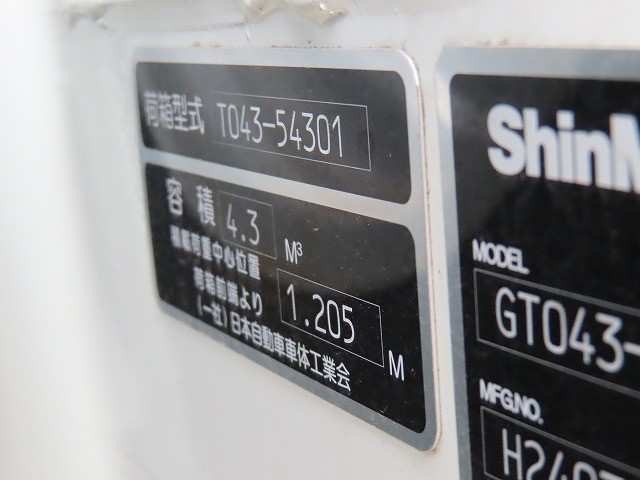 荷箱型式 T043-54301
容積 4.3 M³
積載荷重中心位置
荷箱前端より 1.205 M
(一社)日本自動車車体工業会
ShinM
MODEL
GT043-
MFG.NO.
H240